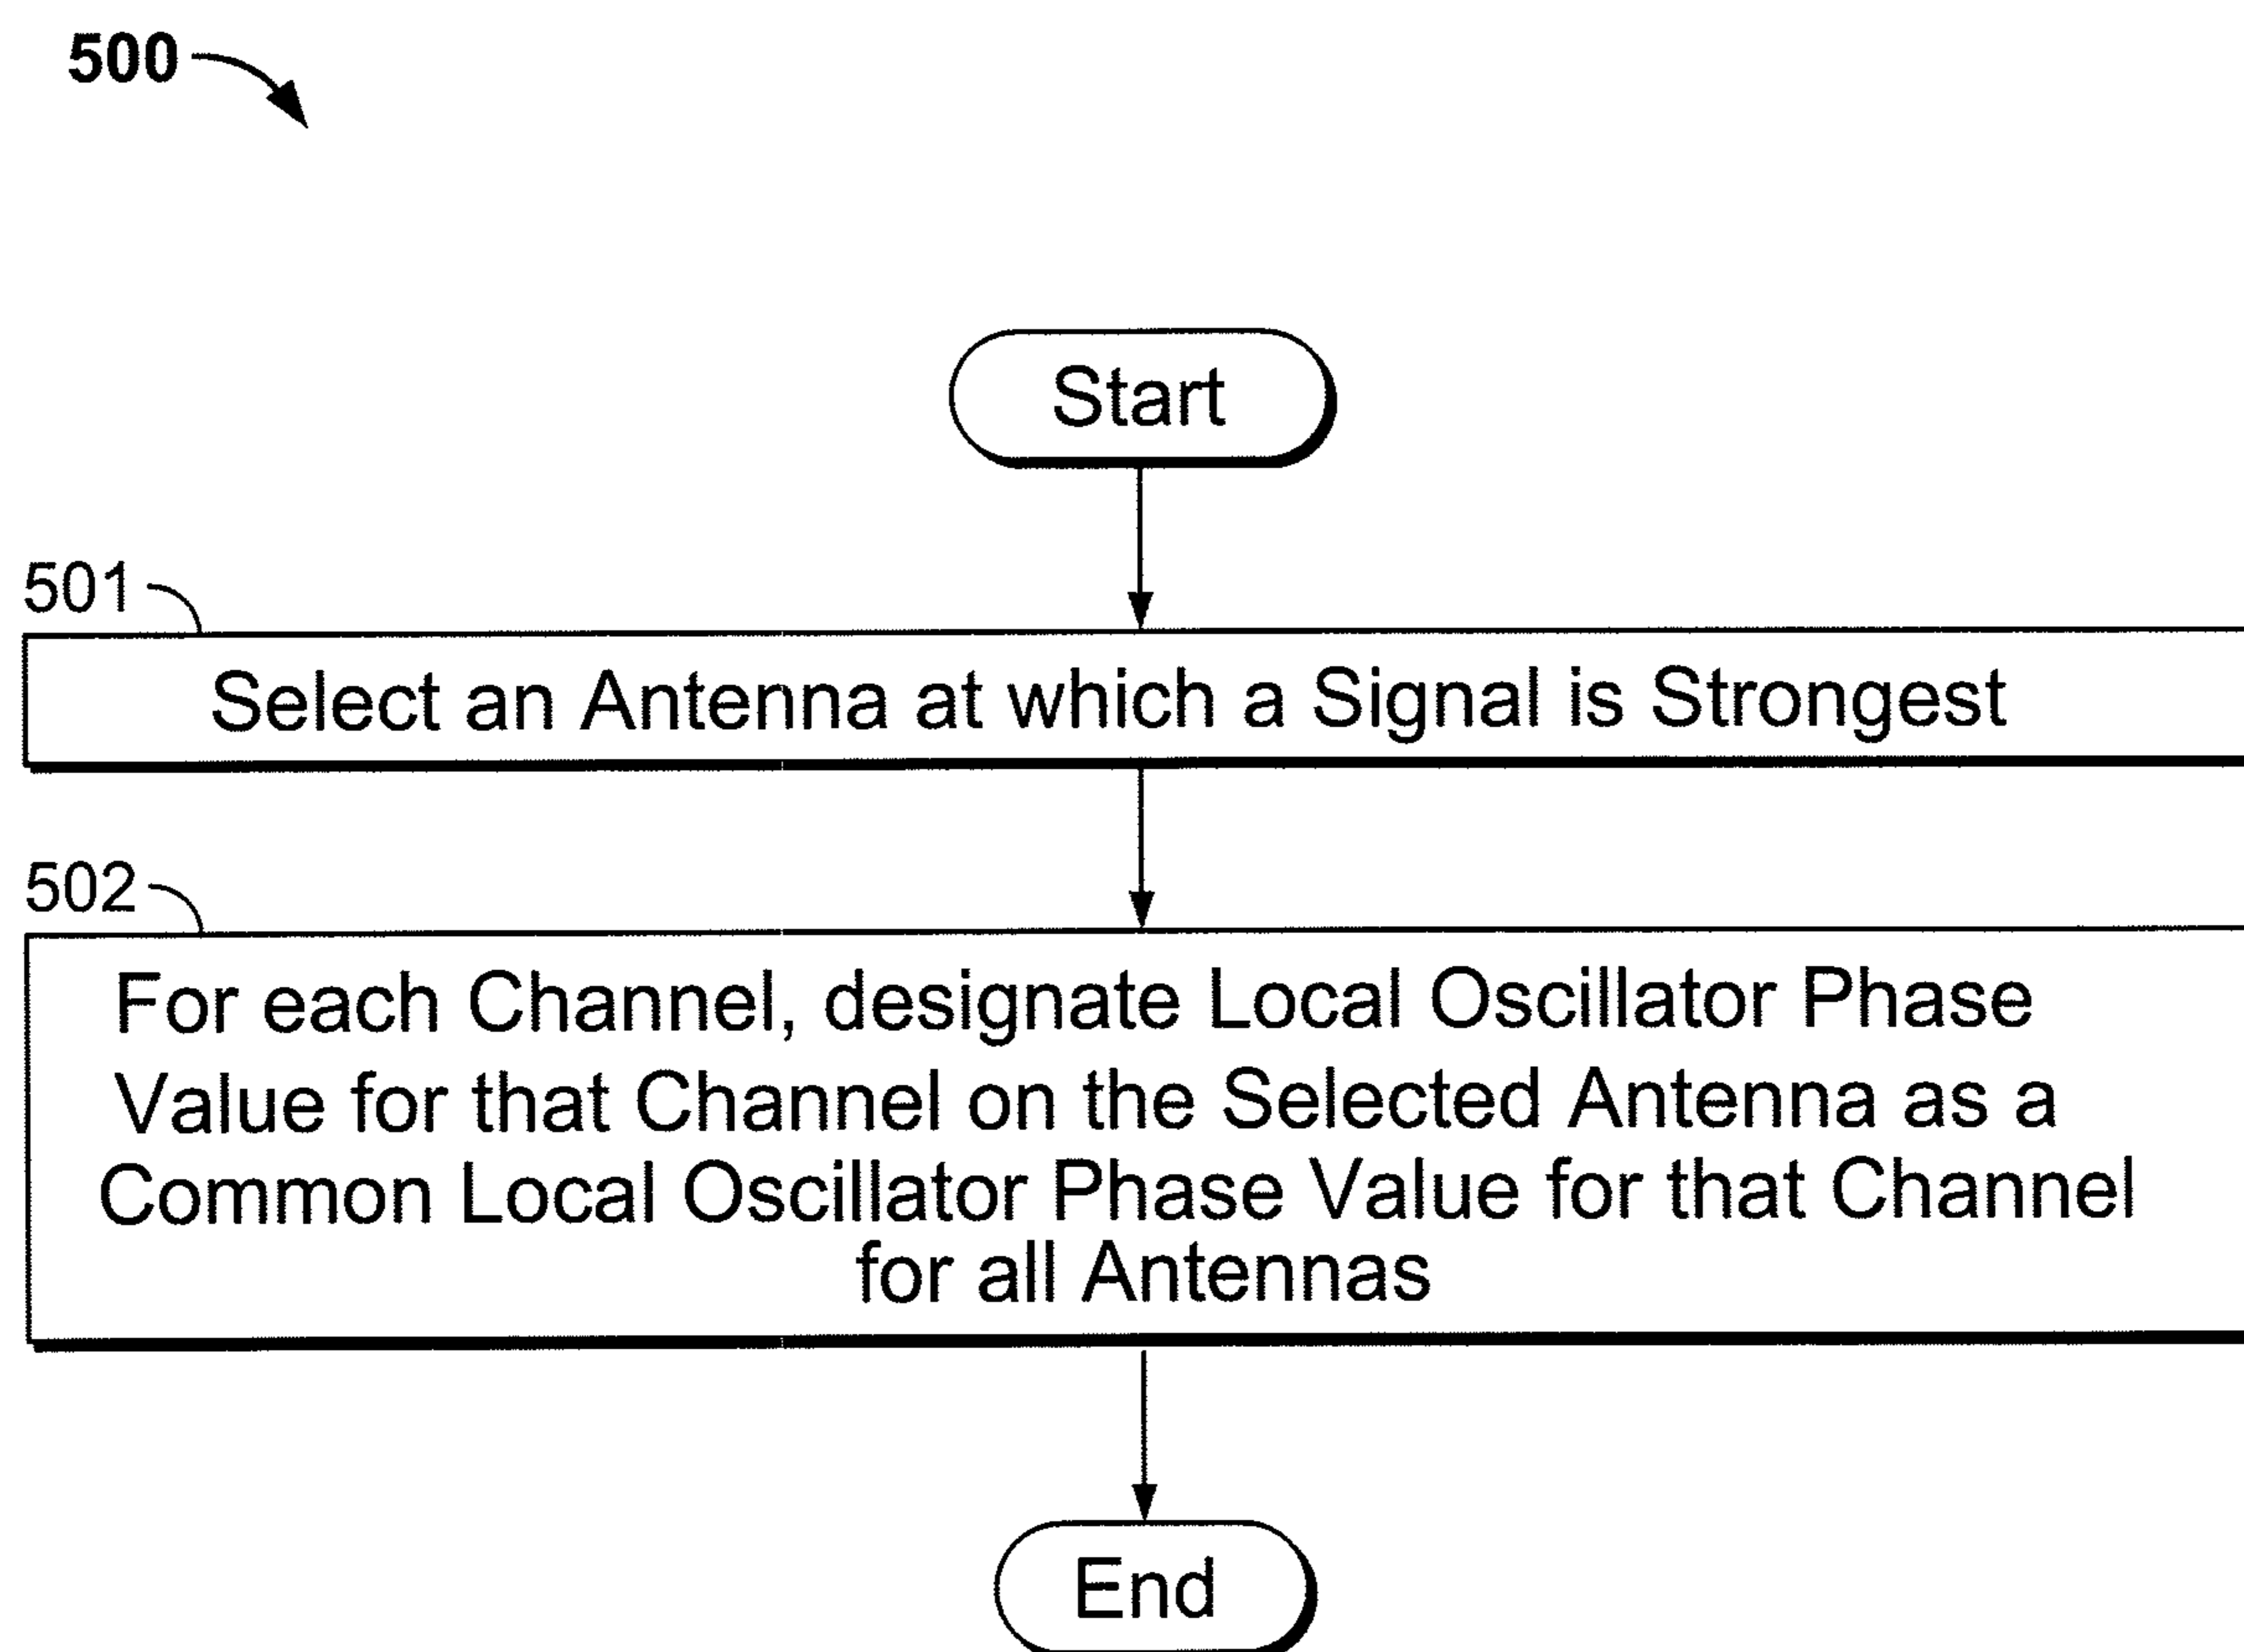 500
Start
501
Select an Antenna at which a Signal is Strongest
502
For each Channel, designate Local Oscillator Phase
Value for that Channel on the Selected Antenna as a
Common Local Oscillator Phase Value for that Channel
for all Antennas
End